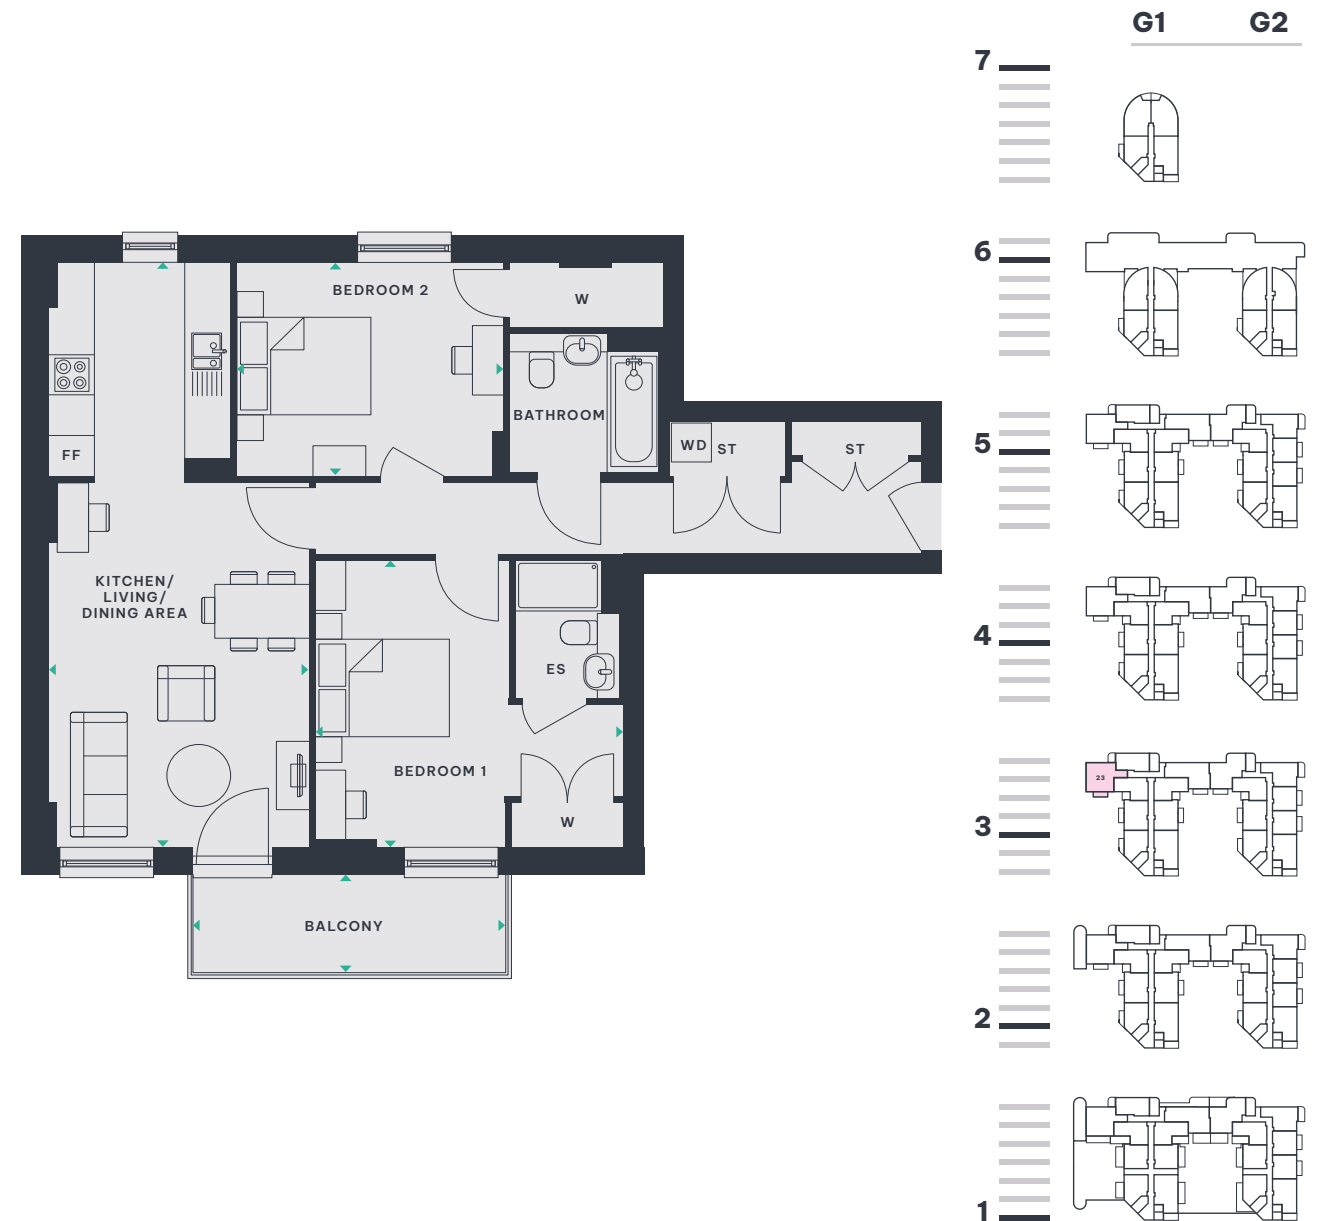 G1 G2
7
6
5
4
3
2
1
BEDROOM 2
W
BATHROOM
FF
WD ST
ST
KITCHEN/
LIVING/
DINING AREA
ES
BEDROOM 1
W
BALCONY
23